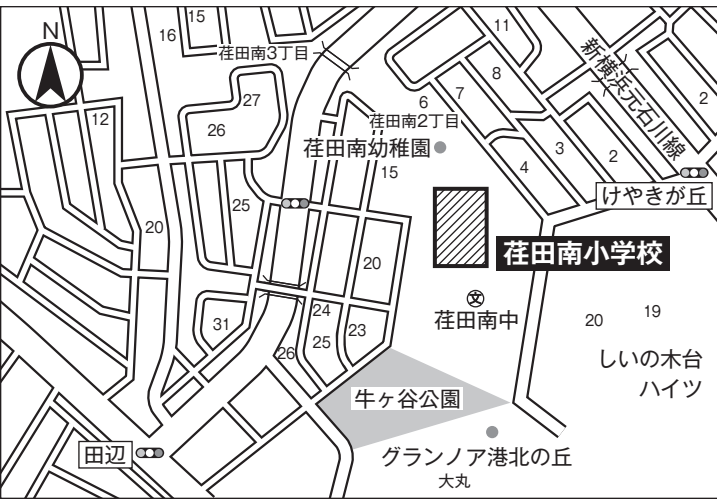 N
15
16
荏田南3丁目
11
新横浜元石川線
8
2
27
7
6
12
荏田南2丁目
26
3
荏田南幼稚園
2
4
15
けやきが丘
25
20
荏田南小学校
20
文
荏田南中
24
31
23
20
19
25
26
しいの木台
ハイツ
牛ヶ谷公園
田辺
グランノア港北の丘
大丸